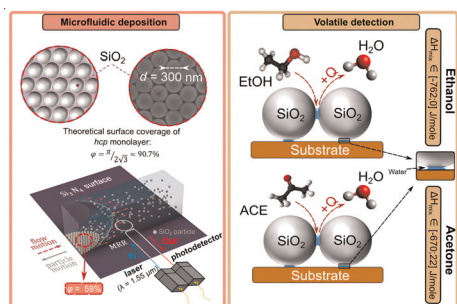 Microfluidic deposition
SiO2
d = 300 nm
Theoretical surface coverage of
hcp monolayer:
φ = π/2√3 ≈ 90.7%
Si3N4 surface
SiO2 particle
MRR
flow
motion
particle
motion
laser
(λ = 1.55 μm)
photodetector
φ = 59%
Volatile detection
EtOH
+Q
H2O
SiO2
SiO2
Substrate
Water
ACE
+Q
H2O
SiO2
SiO2
Substrate
Ethanol
ΔHmix ∈ [-762;0] J/mole
Acetone
ΔHmix ∈ [-670;22] J/mole